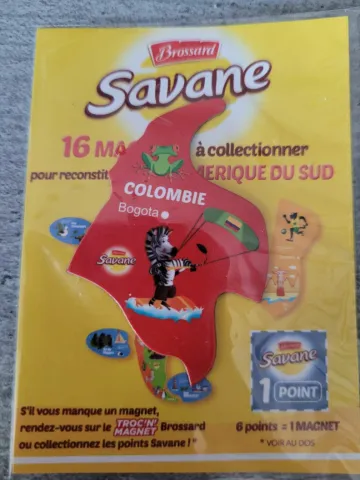 Brossard
Savane
16 MA à collectionner
pour reconstit MERIQUE DU SUD
COLOMBIE
Bogota
Savane
Brossard
Savane
1 POINT
S'il vous manque un magnet,
rendez-vous sur le TROC'N' MAGNET Brossard
ou collectionnez les points Savane ! *
6 points = 1 MAGNET
* VOIR AU DOS